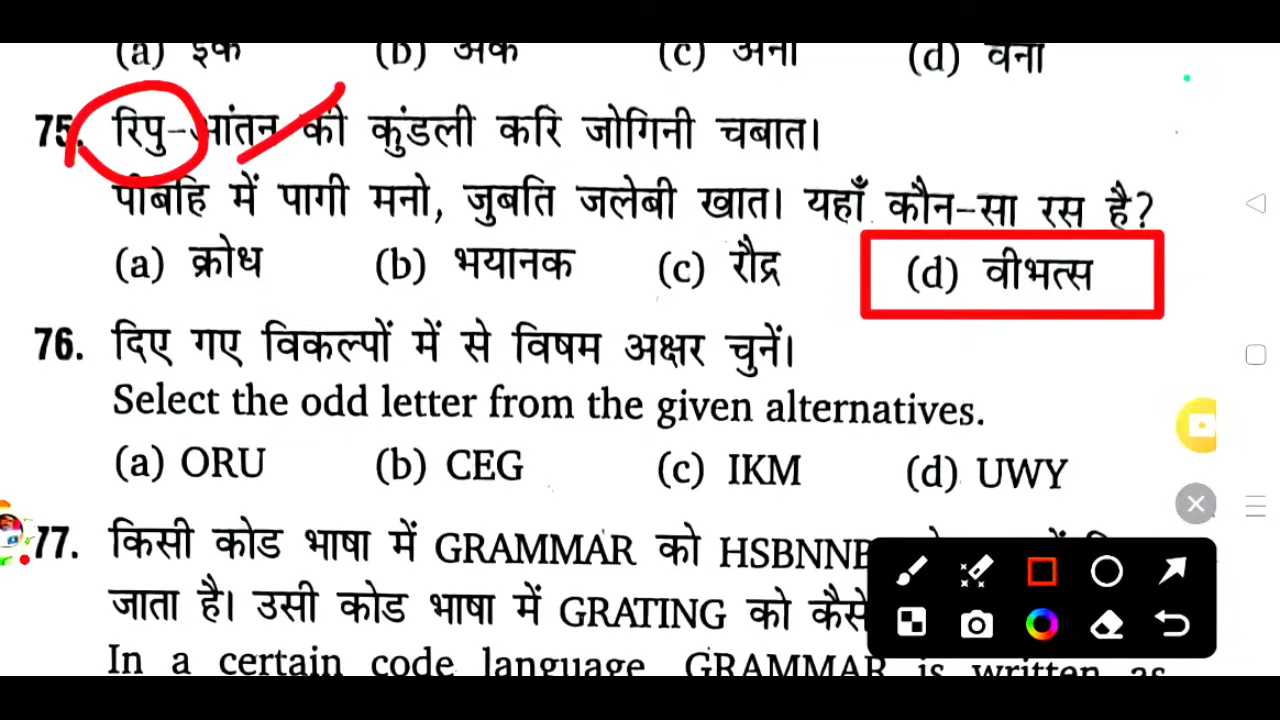 (a) इक (b) अक (c) अना (d) वना
75. रिपु-आंतन की कुंडली करि जोगिनी चबात।
पीबहि में पागी मनो, जुबति जलेबी खात। यहाँ कौन-सा रस है?
(a) क्रोध (b) भयानक (c) रौद्र (d) वीभत्स
76. दिए गए विकल्पों में से विषम अक्षर चुनें।
Select the odd letter from the given alternatives.
(a) ORU (b) CEG (c) IKM (d) UWY
77. किसी कोड भाषा में GRAMMAR को HSBNNB
जाता है। उसी कोड भाषा में GRATING को कैसे
In a certain code language, GRAMMAR is written as